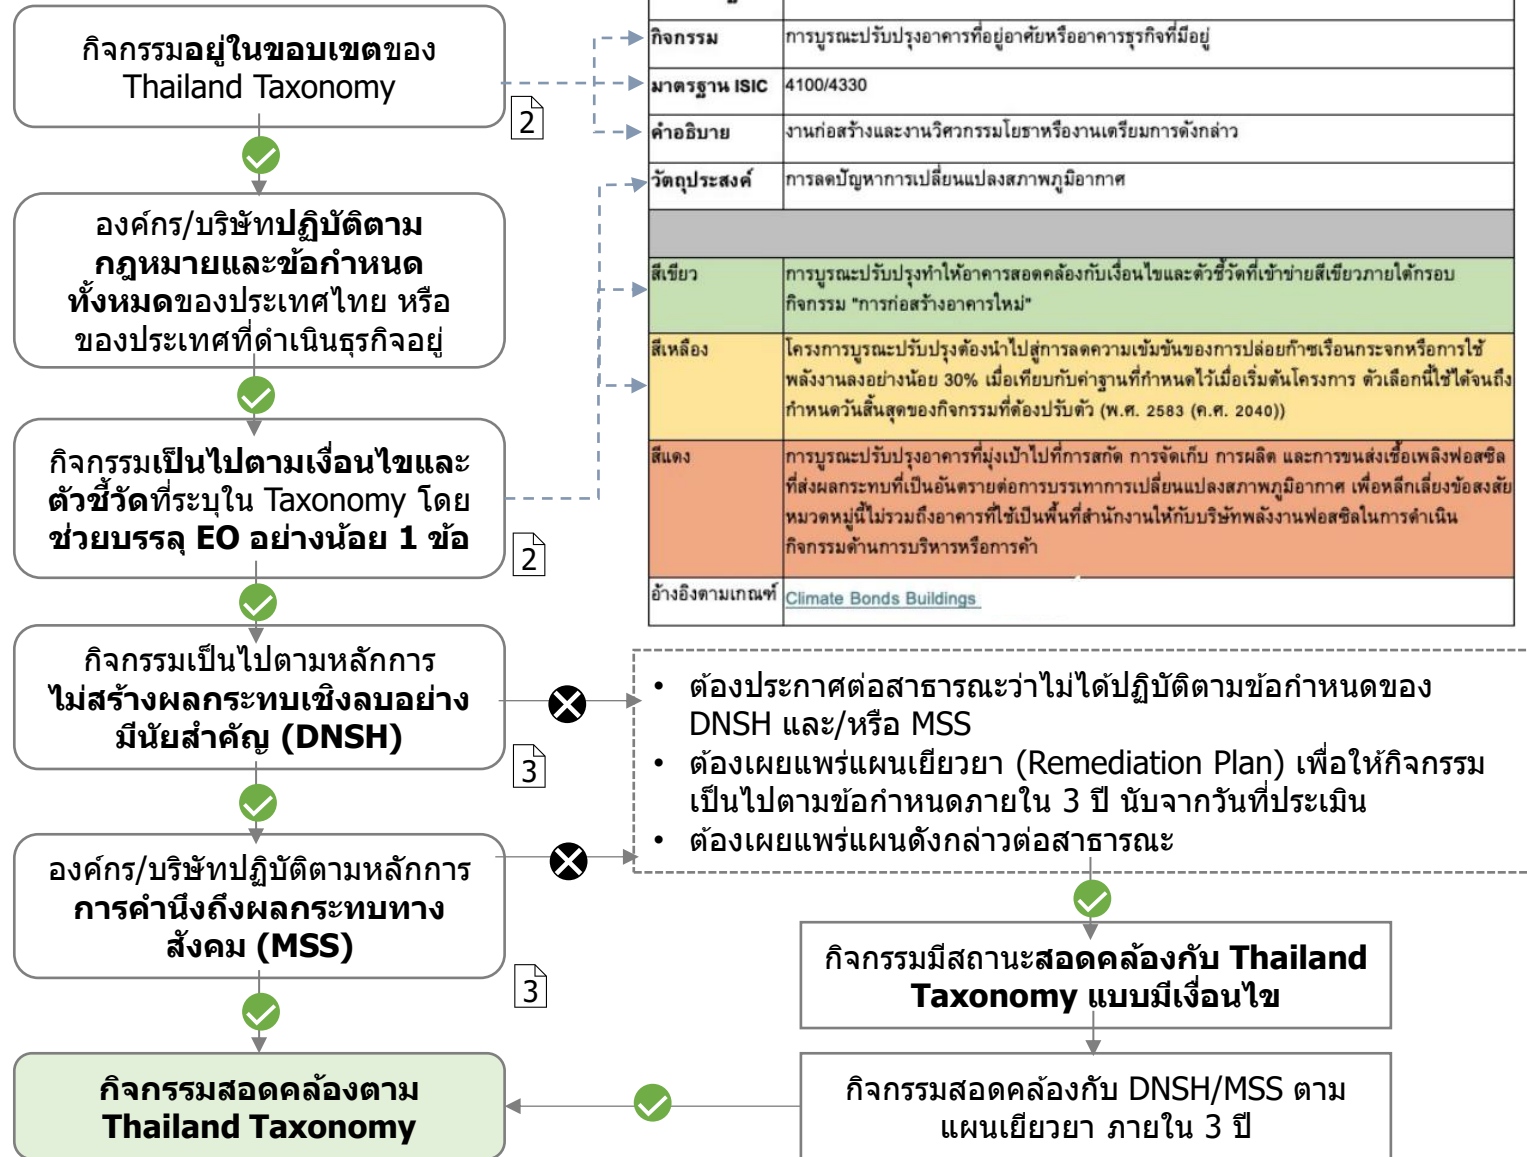 กิจกรรมอยู่ในขอบเขตของ
Thailand Taxonomy
2
องค์กร/บริษัทปฏิบัติตาม
กฎหมายและข้อกำหนด
ทั้งหมดของประเทศไทย หรือ
ของประเทศที่ดำเนินธุรกิจอยู่
กิจกรรมเป็นไปตามเงื่อนไขและ
ตัวชี้วัดที่ระบุใน Taxonomy โดย
ช่วยบรรลุ EO อย่างน้อย 1 ข้อ
2
กิจกรรมเป็นไปตามหลักการ
ไม่สร้างผลกระทบเชิงลบอย่าง
มีนัยสำคัญ (DNSH)
3
องค์กร/บริษัทปฏิบัติตามหลักการ
การคำนึงถึงผลกระทบทาง
สังคม (MSS)
3
กิจกรรมสอดคล้องตาม
Thailand Taxonomy
กิจกรรม การบูรณะปรับปรุงอาคารที่อยู่อาศัยหรืออาคารธุรกิจที่มีอยู่
มาตรฐาน ISIC 4100/4330
คำอธิบาย งานก่อสร้างและงานวิศวกรรมโยธาหรืองานเตรียมการดังกล่าว
วัตถุประสงค์ การลดปัญหาการเปลี่ยนแปลงสภาพภูมิอากาศ
สีเขียว การบูรณะปรับปรุงทำให้อาคารสอดคล้องกับเงื่อนไขและตัวชี้วัดที่เข้าข่ายสีเขียวภายใต้กรอบ
กิจกรรม "การก่อสร้างอาคารใหม่"
สีเหลือง โครงการบูรณะปรับปรุงต้องนำไปสู่การลดความเข้มข้นของการปล่อยก๊าซเรือนกระจกหรือการใช้
พลังงานลงอย่างน้อย 30% เมื่อเทียบกับค่าฐานที่กำหนดไว้เมื่อเริ่มต้นโครงการ ตัวเลือกนี้ใช้ได้จนถึง
กำหนดวันสิ้นสุดของกิจกรรมที่ต้องปรับตัว (พ.ศ. 2583 (ค.ศ. 2040))
สีแดง การบูรณะปรับปรุงอาคารที่มุ่งเป้าไปที่การสกัด การจัดเก็บ การผลิต และการขนส่งเชื้อเพลิงฟอสซิล
ที่ส่งผลกระทบที่เป็นอันตรายต่อการบรรเทาการเปลี่ยนแปลงสภาพภูมิอากาศ เพื่อหลีกเลี่ยงข้อสงสัย
หมวดหมู่นี้ไม่รวมถึงอาคารที่ใช้เป็นพื้นที่สำนักงานให้กับบริษัทพลังงานฟอสซิลในการดำเนิน
กิจกรรมด้านการบริหารหรือการค้า
อ้างอิงตามเกณฑ์ Climate Bonds Buildings
• ต้องประกาศต่อสาธารณะว่าไม่ได้ปฏิบัติตามข้อกำหนดของ
DNSH และ/หรือ MSS
• ต้องเผยแพร่แผนเยียวยา (Remediation Plan) เพื่อให้กิจกรรม
เป็นไปตามข้อกำหนดภายใน 3 ปี นับจากวันที่ประเมิน
• ต้องเผยแพร่แผนดังกล่าวต่อสาธารณะ
กิจกรรมมีสถานะสอดคล้องกับ Thailand
Taxonomy แบบมีเงื่อนไข
กิจกรรมสอดคล้องกับ DNSH/MSS ตาม
แผนเยียวยา ภายใน 3 ปี